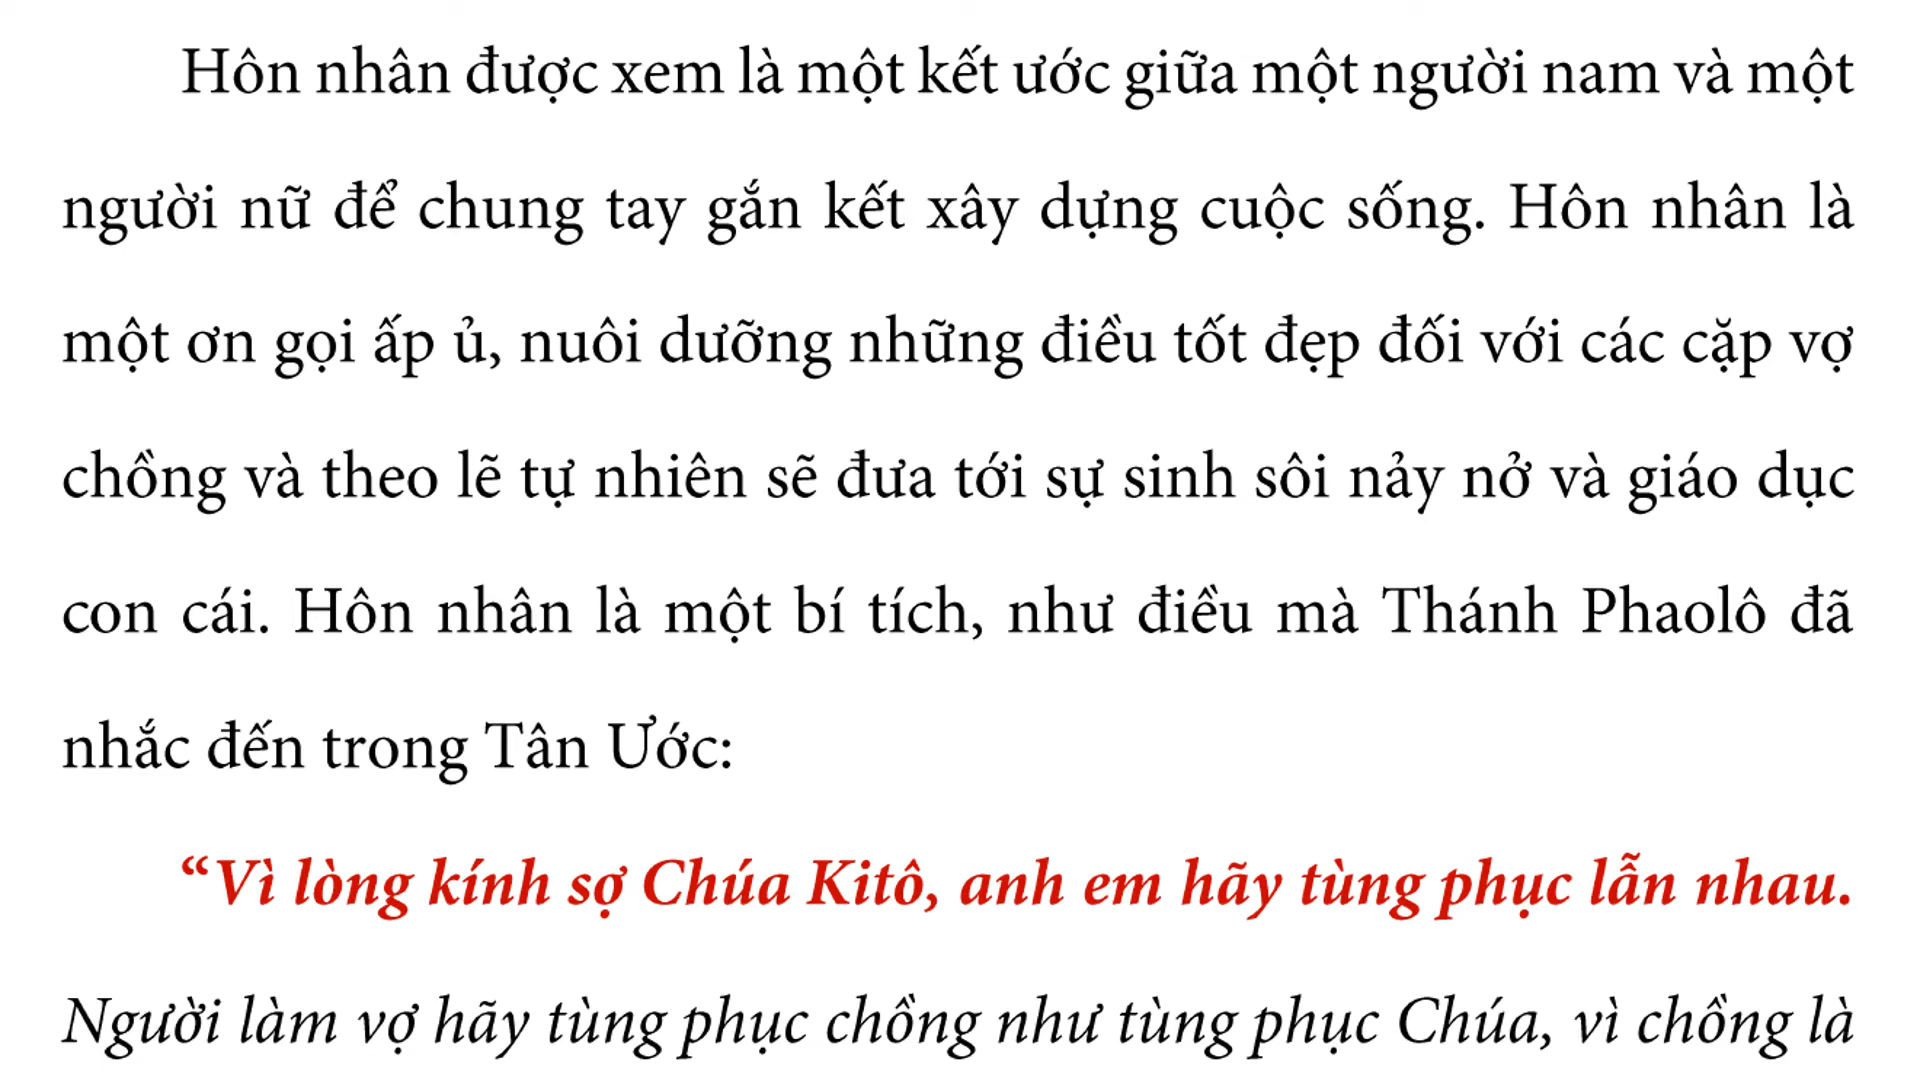 Hôn nhân được xem là một kết ước giữa một người nam và một
người nữ để chung tay gắn kết xây dựng cuộc sống. Hôn nhân là
một ơn gọi ấp ủ, nuôi dưỡng những điều tốt đẹp đối với các cặp vợ
chồng và theo lẽ tự nhiên sẽ đưa tới sự sinh sôi nảy nở và giáo dục
con cái. Hôn nhân là một bí tích, như điều mà Thánh Phaolô đã
nhắc đến trong Tân Ước:
“Vì lòng kính sợ Chúa Kitô, anh em hãy tùng phục lẫn nhau.
Người làm vợ hãy tùng phục chồng như tùng phục Chúa, vì chồng là